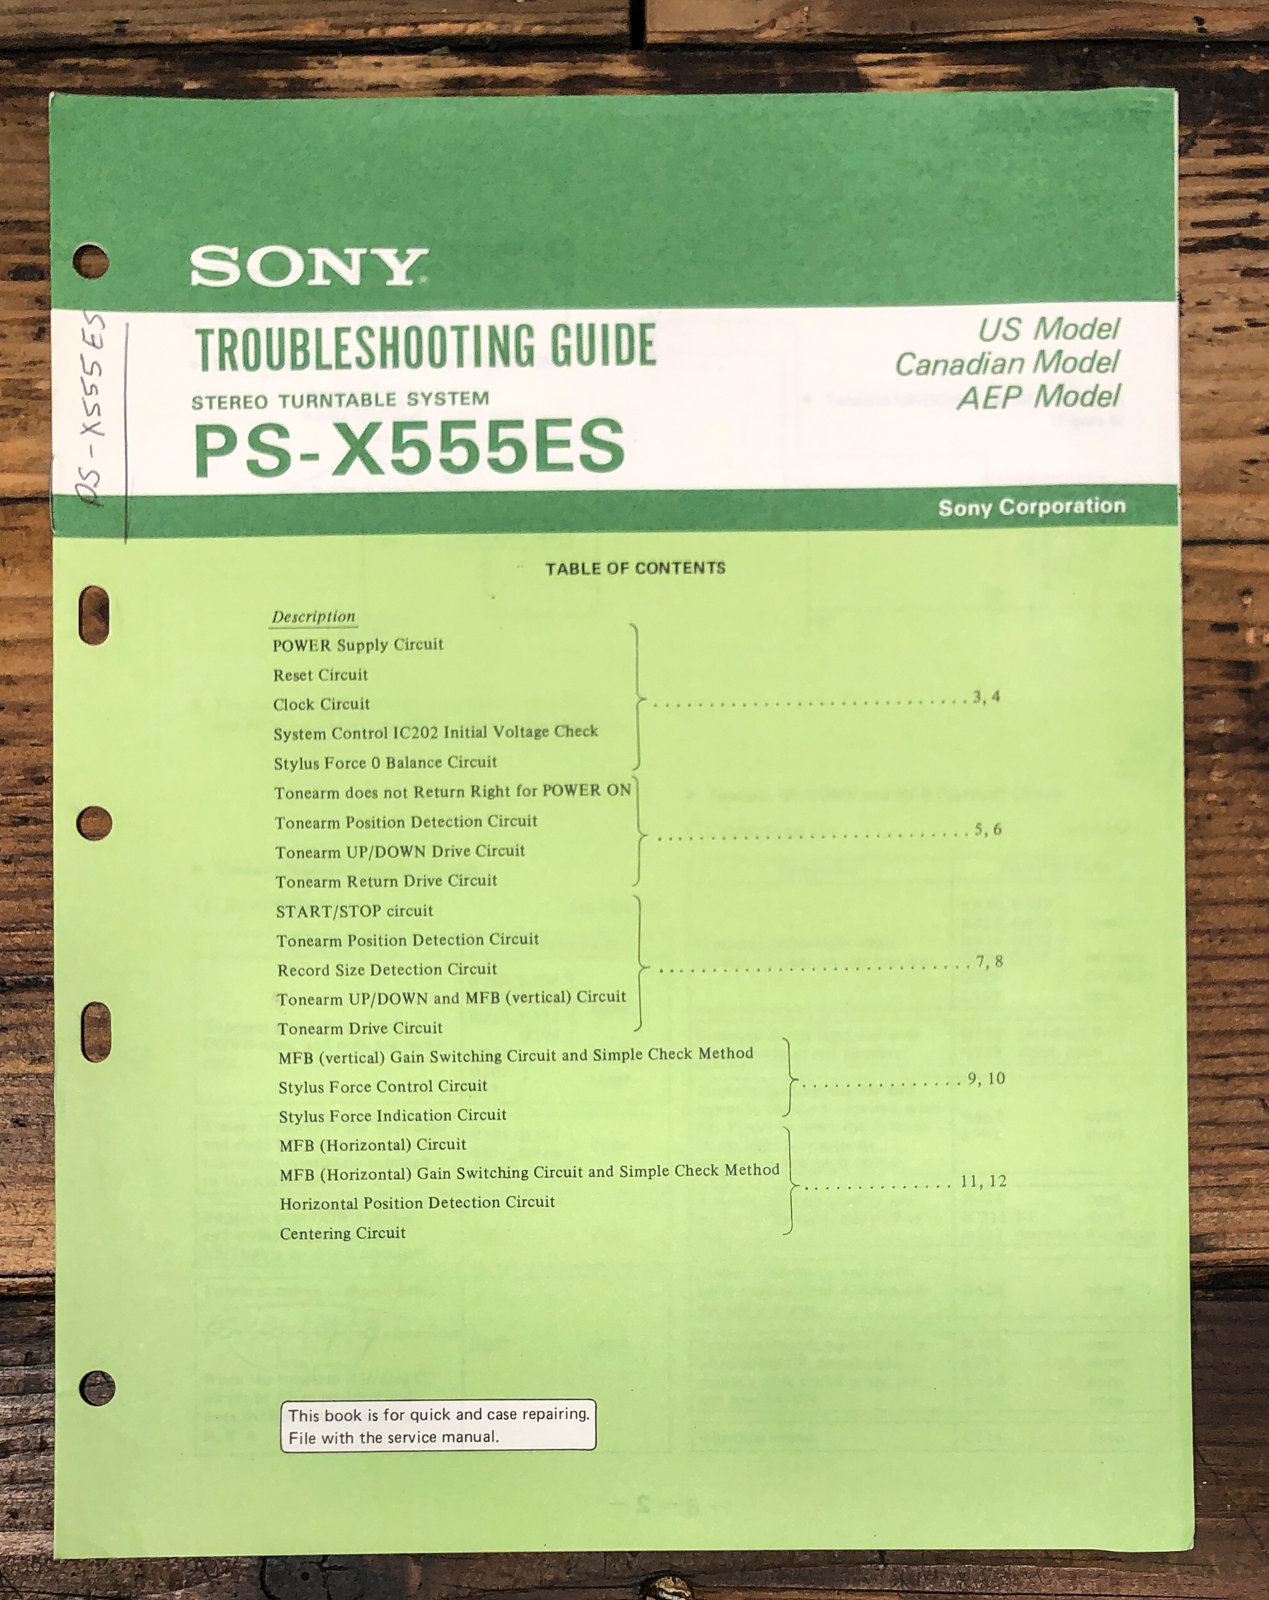 SONY
TROUBLESHOOTING GUIDE
STEREO TURNTABLE SYSTEM
PS-X555ES
US Model
Canadian Model
AEP Model
PS-X555ES
Sony Corporation
TABLE OF CONTENTS
Description
POWER Supply Circuit
Reset Circuit
Clock Circuit
System Control IC202 Initial Voltage Check
Stylus Force 0 Balance Circuit
3, 4
Tonearm does not Return Right for POWER ON
Tonearm Position Detection Circuit
Tonearm UP/DOWN Drive Circuit
Tonearm Return Drive Circuit
5, 6
START/STOP circuit
Tonearm Position Detection Circuit
Record Size Detection Circuit
Tonearm UP/DOWN and MFB (vertical) Circuit
Tonearm Drive Circuit
7, 8
MFB (vertical) Gain Switching Circuit and Simple Check Method
Stylus Force Control Circuit
Stylus Force Indication Circuit
9, 10
MFB (Horizontal) Circuit
MFB (Horizontal) Gain Switching Circuit and Simple Check Method
Horizontal Position Detection Circuit
Centering Circuit
11, 12
This book is for quick and case repairing.
File with the service manual.